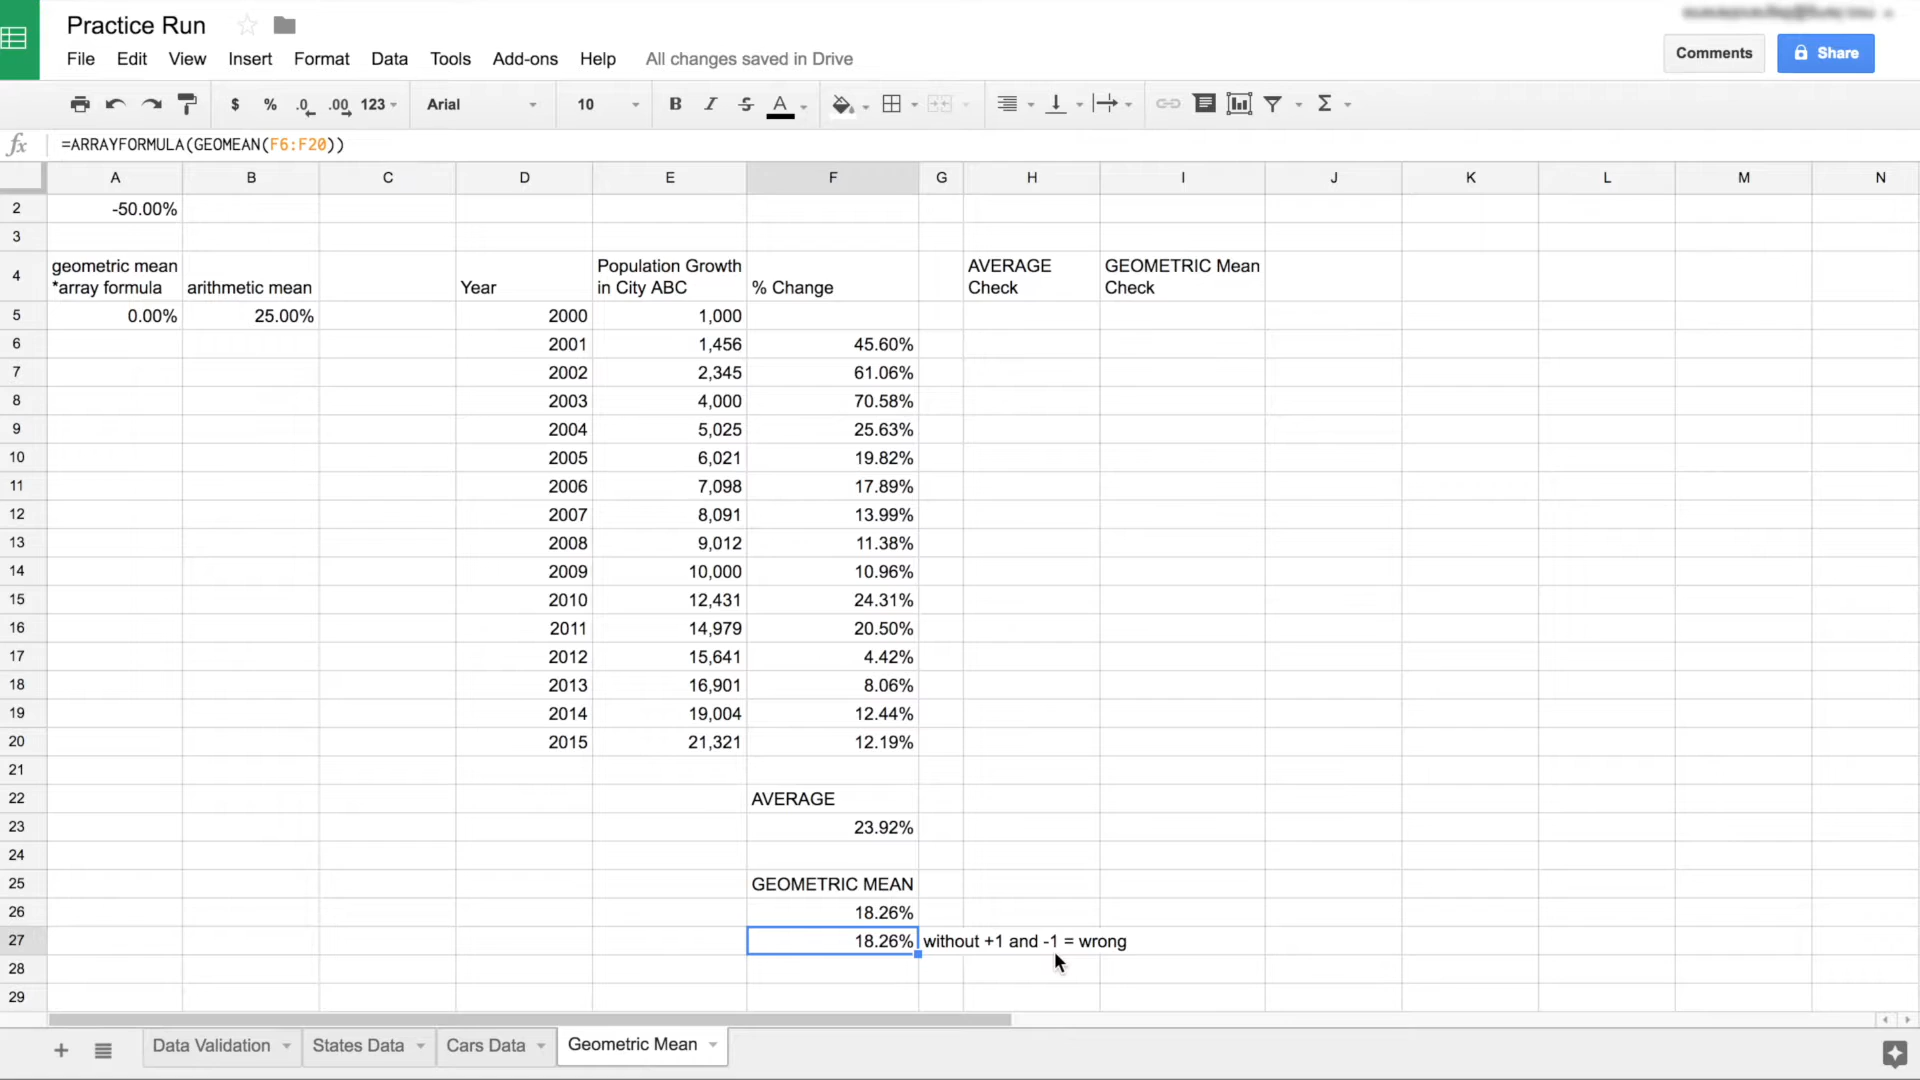 Practice Run
File Edit View Insert Format Data Tools Add-ons Help All changes saved in Drive
Comments Share
$ % .0 .00 123 Arial 10 B I S A Σ
fx =ARRAYFORMULA(GEOMEAN(F6:F20))
A B C D E F G H I J K L M N
2 -50.00%
3
4 geometric mean *array formula arithmetic mean Year Population Growth in City ABC % Change AVERAGE Check GEOMETRIC Mean Check
5 0.00% 25.00% 2000 1,000
6 2001 1,456 45.60%
7 2002 2,345 61.06%
8 2003 4,000 70.58%
9 2004 5,025 25.63%
10 2005 6,021 19.82%
11 2006 7,098 17.89%
12 2007 8,091 13.99%
13 2008 9,012 11.38%
14 2009 10,000 10.96%
15 2010 12,431 24.31%
16 2011 14,979 20.50%
17 2012 15,641 4.42%
18 2013 16,901 8.06%
19 2014 19,004 12.44%
20 2015 21,321 12.19%
21
22 AVERAGE
23 23.92%
24
25 GEOMETRIC MEAN
26 18.26%
27 18.26% without +1 and -1 = wrong
28
29
+ Data Validation States Data Cars Data Geometric Mean